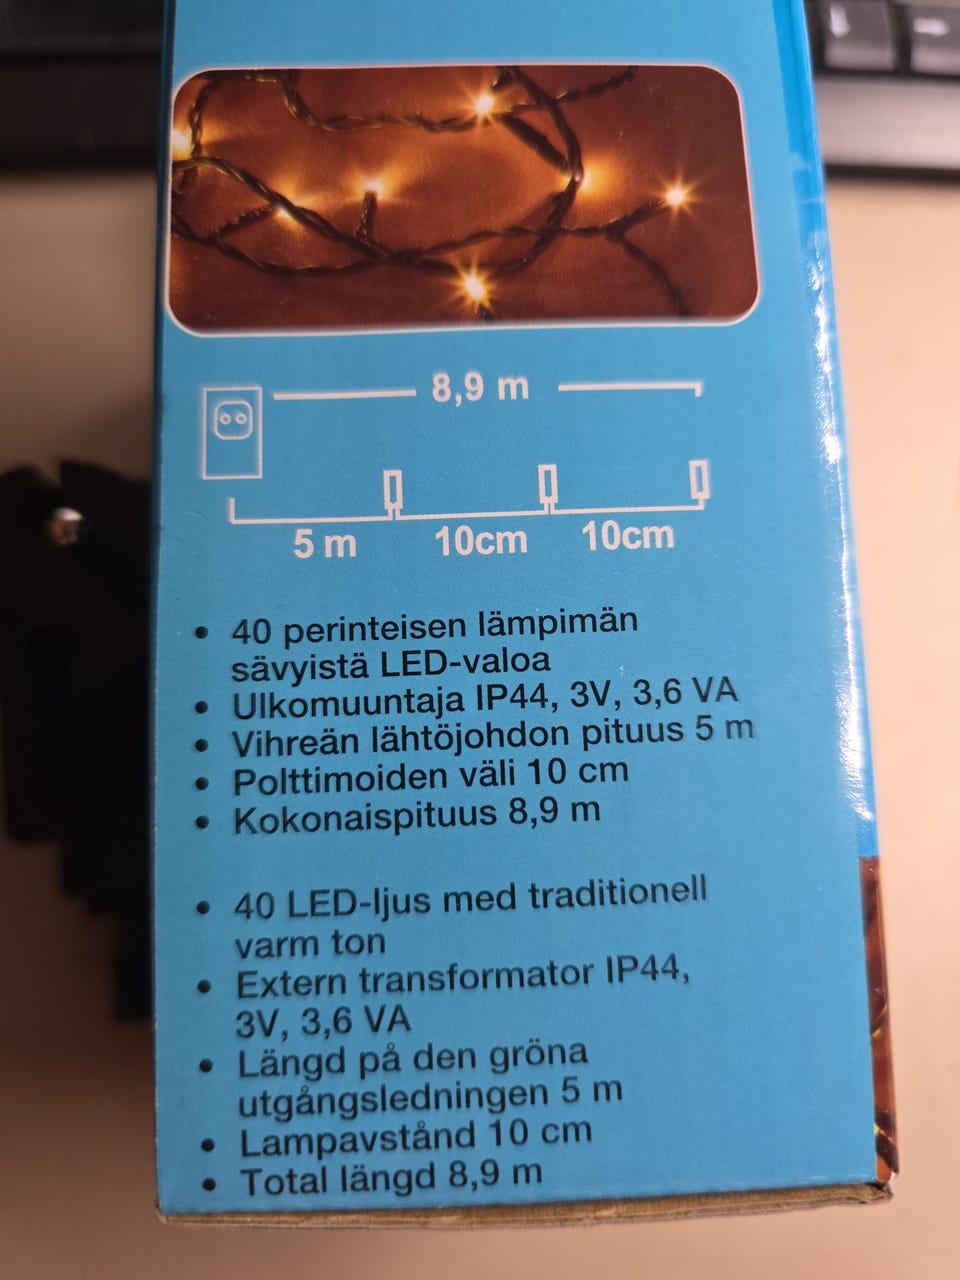 8,9 m
5 m 10cm 10cm
• 40 perinteisen lämpimän
sävyistä LED-valoa
• Ulkomuuntaja IP44, 3V, 3,6 VA
• Vihreän lähtöjohdon pituus 5 m
• Polttimoiden väli 10 cm
• Kokonaispituus 8,9 m
• 40 LED-ljus med traditionell
varm ton
• Extern transformator IP44,
3V, 3,6 VA
• Längd på den gröna
utgångsledningen 5 m
• Lampavstånd 10 cm
• Total längd 8,9 m